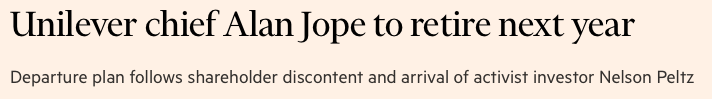 Unilever chief Alan Jope to retire next year
Departure plan follows shareholder discontent and arrival of activist investor Nelson Peltz